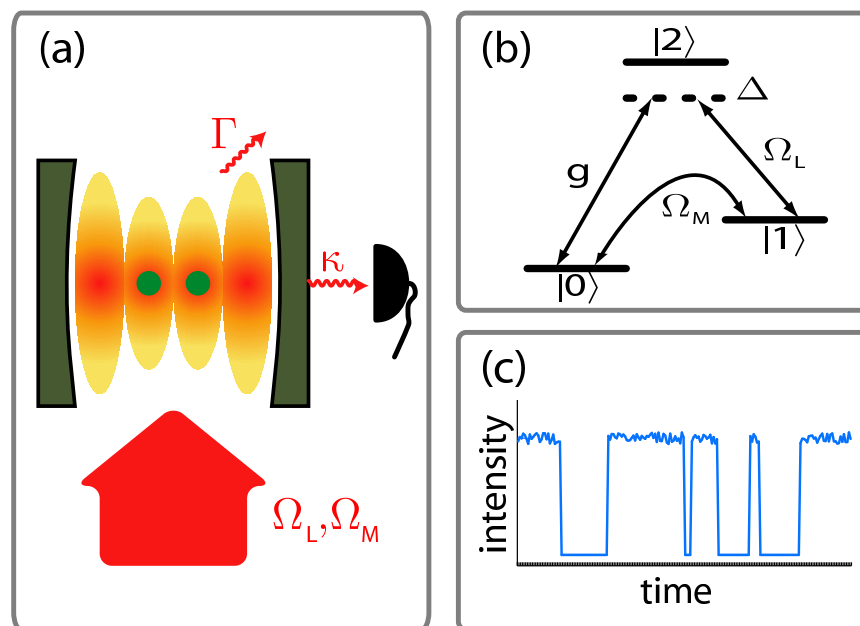 (a)
Γ
κ
Ω_L,Ω_M
(b)
|2⟩
Δ
g
Ω_L
Ω_M
|1⟩
|0⟩
(c)
intensity
time